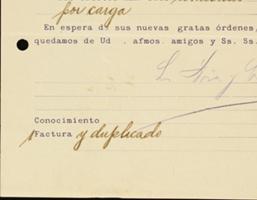 por carga
En espera de sus nuevas gratas órdenes,
quedamos de Ud . afmos. amigos y Ss. Ss.
Conocimiento
Factura y duplicado